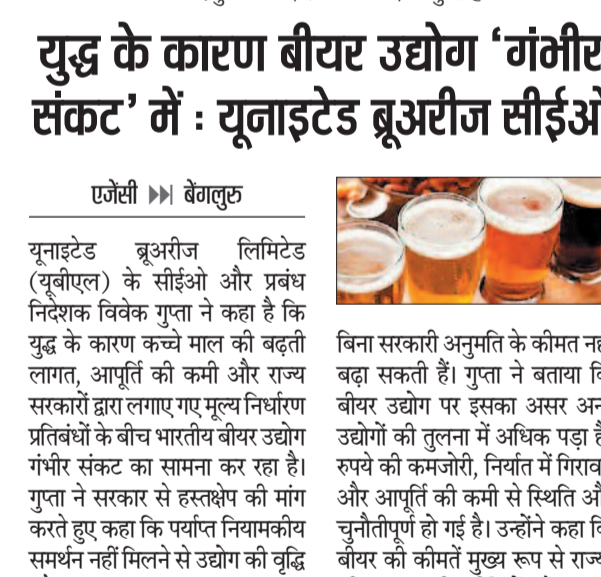 युद्ध के कारण बीयर उद्योग ‘गंभीर
संकट’ में : यूनाइटेड ब्रूअरीज सीईओ
एजेंसी बेंगलुरु
यूनाइटेड ब्रूअरीज लिमिटेड
(यूबीएल) के सीईओ और प्रबंध
निदेशक विवेक गुप्ता ने कहा है कि
युद्ध के कारण कच्चे माल की बढ़ती
लागत, आपूर्ति की कमी और राज्य
सरकारों द्वारा लगाए गए मूल्य निर्धारण
प्रतिबंधों के बीच भारतीय बीयर उद्योग
गंभीर संकट का सामना कर रहा है।
गुप्ता ने सरकार से हस्तक्षेप की मांग
करते हुए कहा कि पर्याप्त नियामकीय
समर्थन नहीं मिलने से उद्योग की वृद्धि
बिना सरकारी अनुमति के कीमत
बढ़ा सकती हैं। गुप्ता ने बताया
बीयर उद्योग पर इसका असर
उद्योगों की तुलना में अधिक पड़ा
रुपये की कमजोरी, निर्यात में
और आपूर्ति की कमी से स्थिति
चुनौतीपूर्ण हो गई है। उन्होंने कहा
बीयर की कीमतें मुख्य रूप से